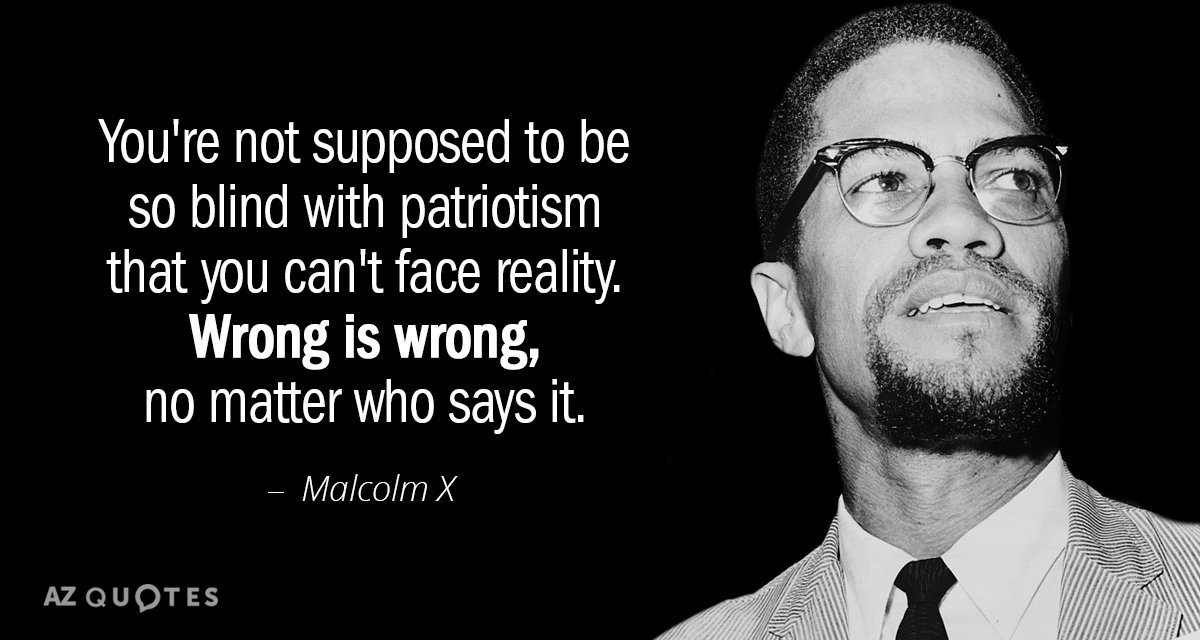 You're not supposed to be
so blind with patriotism
that you can't face reality.
Wrong is wrong,
no matter who says it.
– Malcolm X
AZ QUOTES